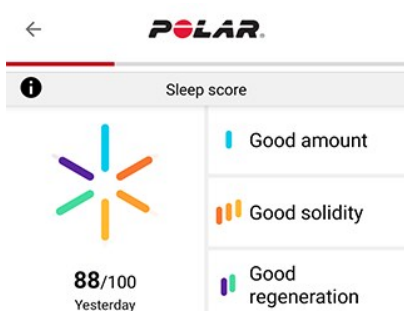 POLAR.
Sleep score
Good amount
Good solidity
88/100
Yesterday
Good
regeneration